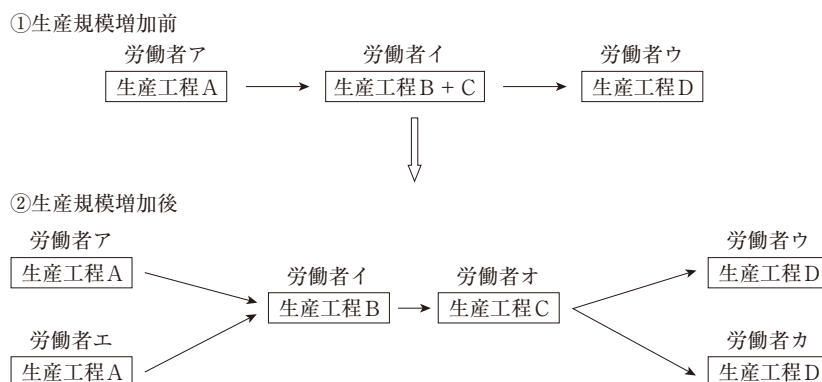 ①生産規模増加前
労働者ア 労働者イ 労働者ウ
生産工程A 生産工程B+C 生産工程D
②生産規模増加後
労働者ア 労働者ウ
生産工程A 生産工程D
労働者イ 労働者オ
生産工程B 生産工程C
労働者エ 労働者カ
生産工程A 生産工程D